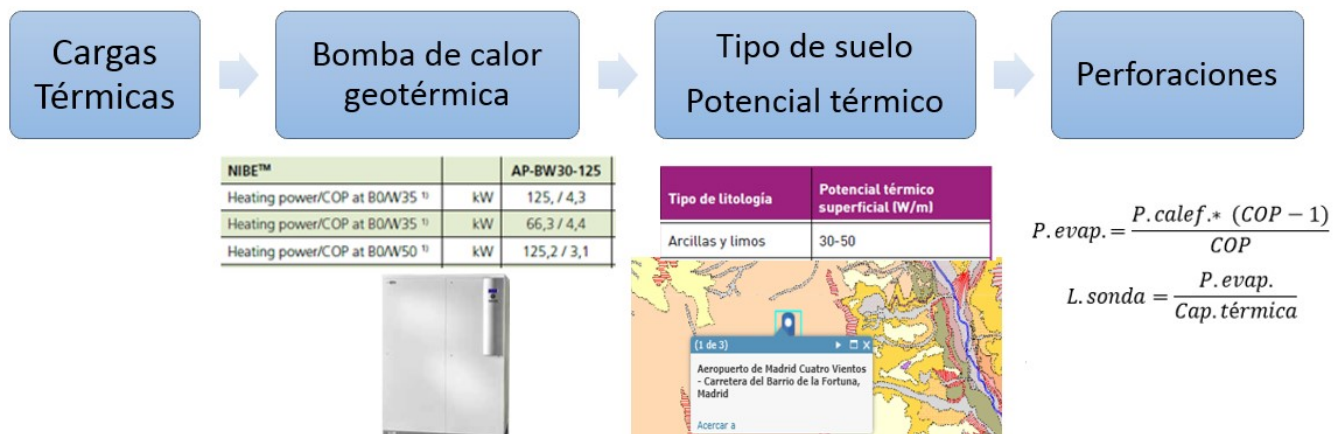 Cargas
Térmicas
Bomba de calor
geotérmica
Tipo de suelo
Potencial térmico
Perforaciones
NIBE™ AP-BW30-125
Heating power/COP at B0/W35 ¹⁾ kW 125, / 4,3
Heating power/COP at B0/W35 ¹⁾ kW 66,3 / 4,4
Heating power/COP at B0/W50 ¹⁾ kW 125,2 / 3,1
Tipo de litología Potencial térmico
superficial (W/m)
Arcillas y limos 30-50
(1 de 3)
Aeropuerto de Madrid Cuatro Vientos
- Carretera del Barrio de la Fortuna,
Madrid
Acercar a
P.evap.= P.calef.* (COP − 1)
COP
L.sonda = P.evap.
Cap.térmica